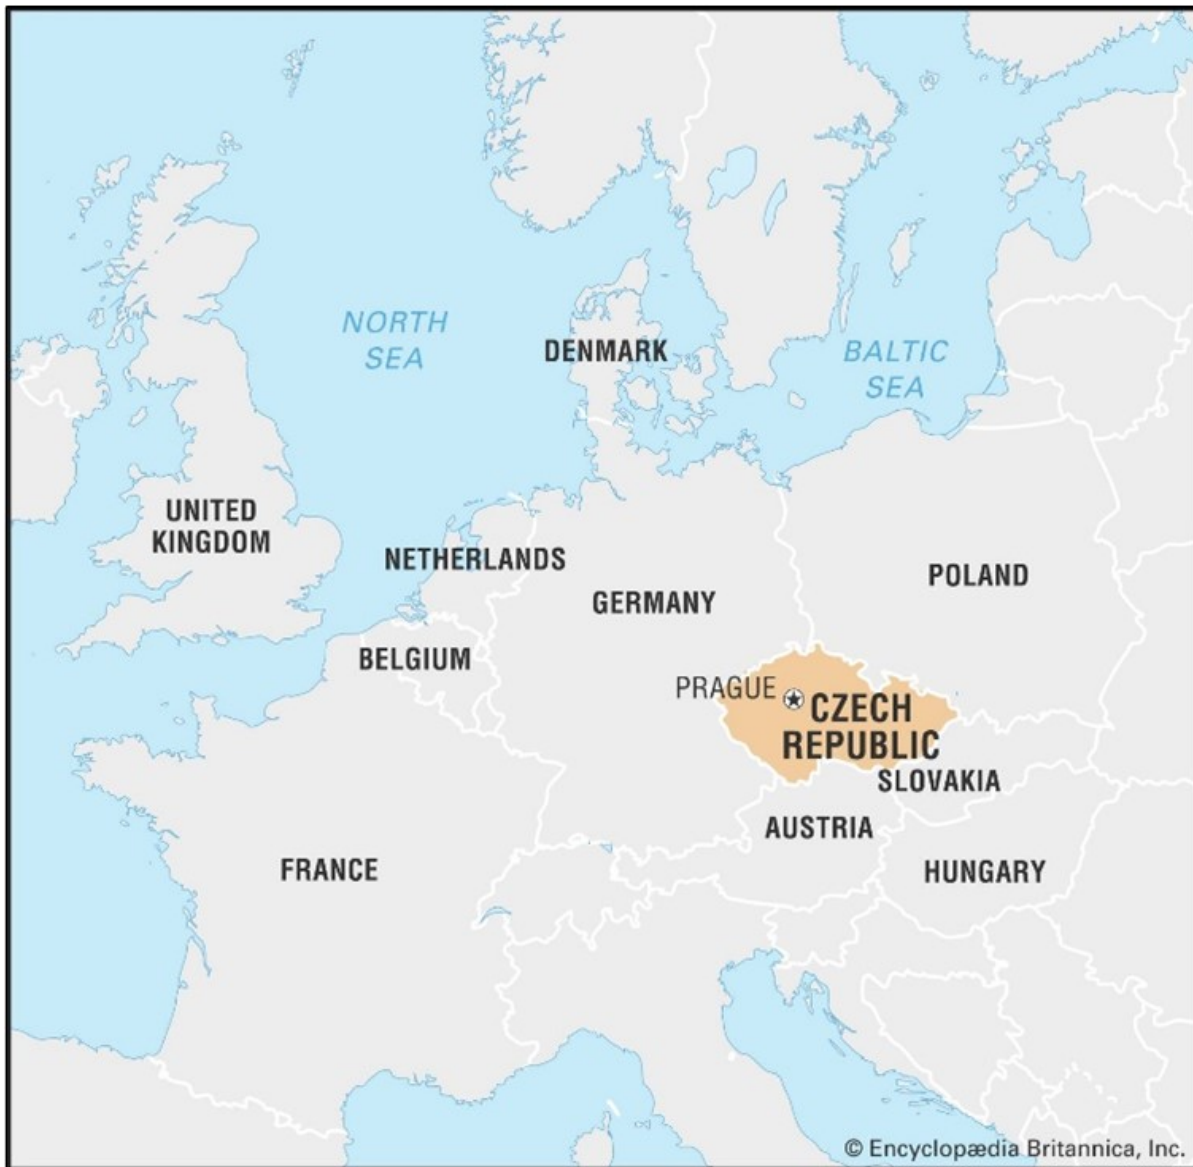 NORTH
SEA
DENMARK
BALTIC
SEA
UNITED
KINGDOM
NETHERLANDS
POLAND
GERMANY
BELGIUM
PRAGUE
CZECH
REPUBLIC
SLOVAKIA
AUSTRIA
FRANCE
HUNGARY
© Encyclopædia Britannica, Inc.